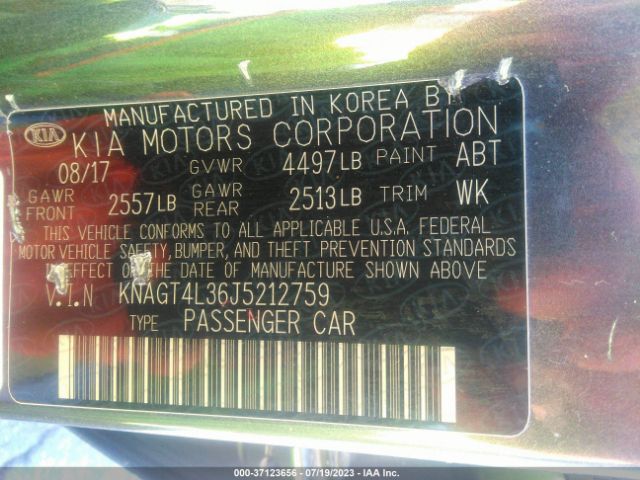 MANUFACTURED IN KOREA BY
KIA KIA MOTORS CORPORATION
08/17 GVWR 4497LB PAINT ABT
GAWR FRONT 2557LB GAWR REAR 2513LB TRIM WK
THIS VEHICLE CONFORMS TO ALL APPLICABLE U.S.A. FEDERAL
MOTOR VEHICLE SAFETY, BUMPER, AND THEFT PREVENTION STANDARDS
IN EFFECT ON THE DATE OF MANUFACTURE SHOWN ABOVE
V.I.N KNAGT4L36J5212759
TYPE PASSENGER CAR
000-37123656 - 07/19/2023 - IAA Inc.